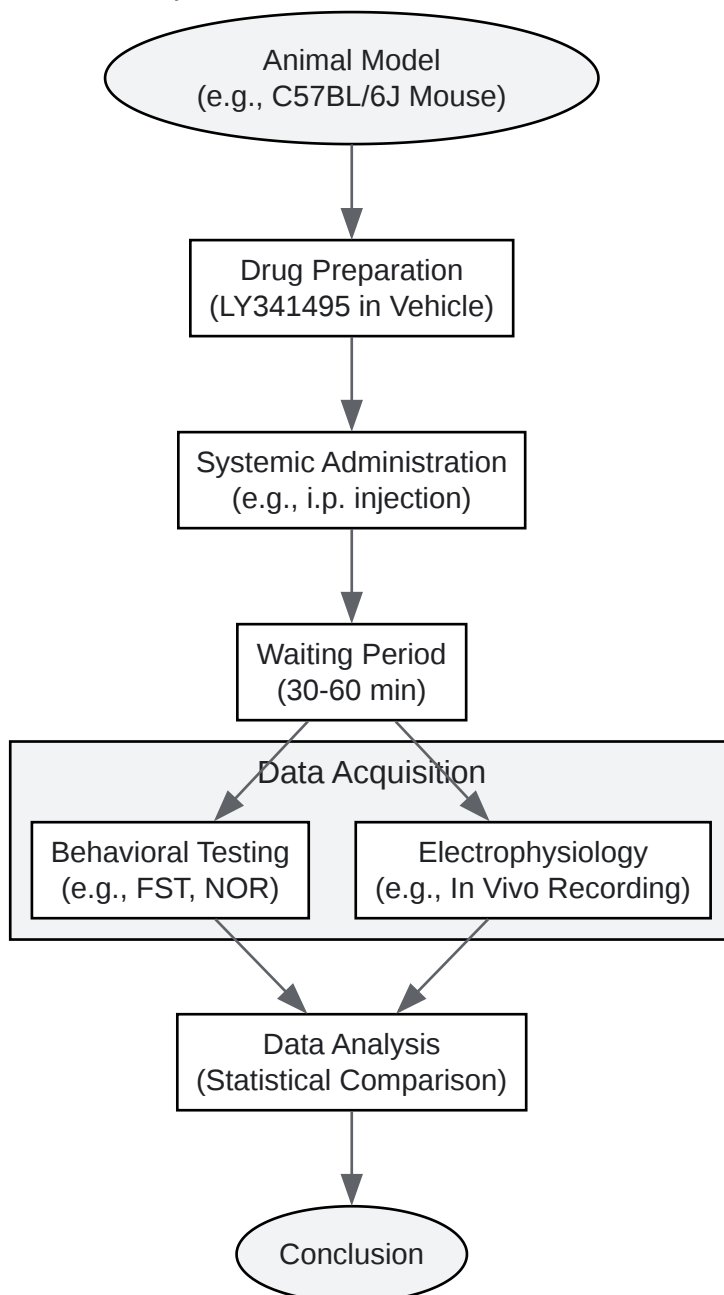 Animal Model
(e.g., C57BL/6J Mouse)
Drug Preparation
(LY341495 in Vehicle)
Systemic Administration
(e.g., i.p. injection)
Waiting Period
(30-60 min)
Data Acquisition
Behavioral Testing
(e.g., FST, NOR)
Electrophysiology
(e.g., In Vivo Recording)
Data Analysis
(Statistical Comparison)
Conclusion